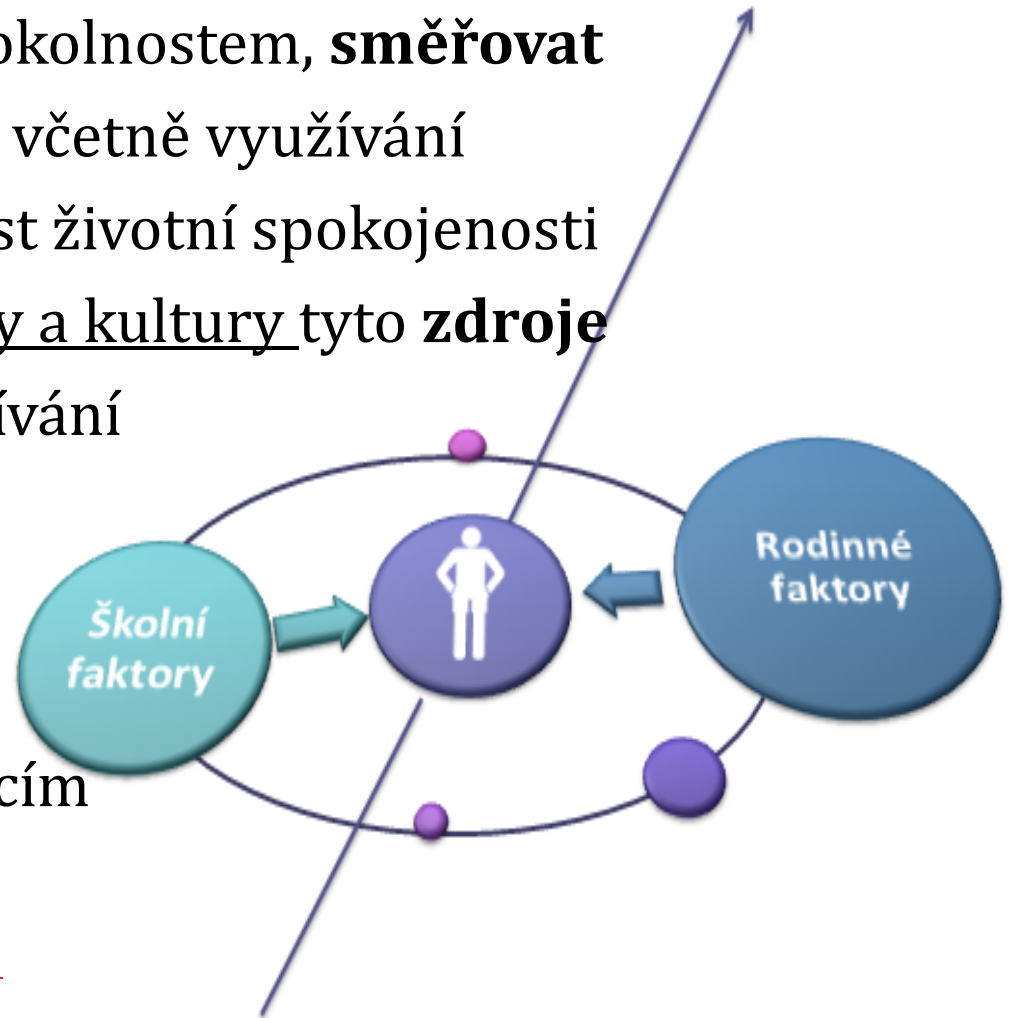 okolnostem, směřovat
včetně využívání
st životní spokojenosti
y a kultury tyto zdroje
ívání
Školní
faktory
Rodinné
faktory
cím